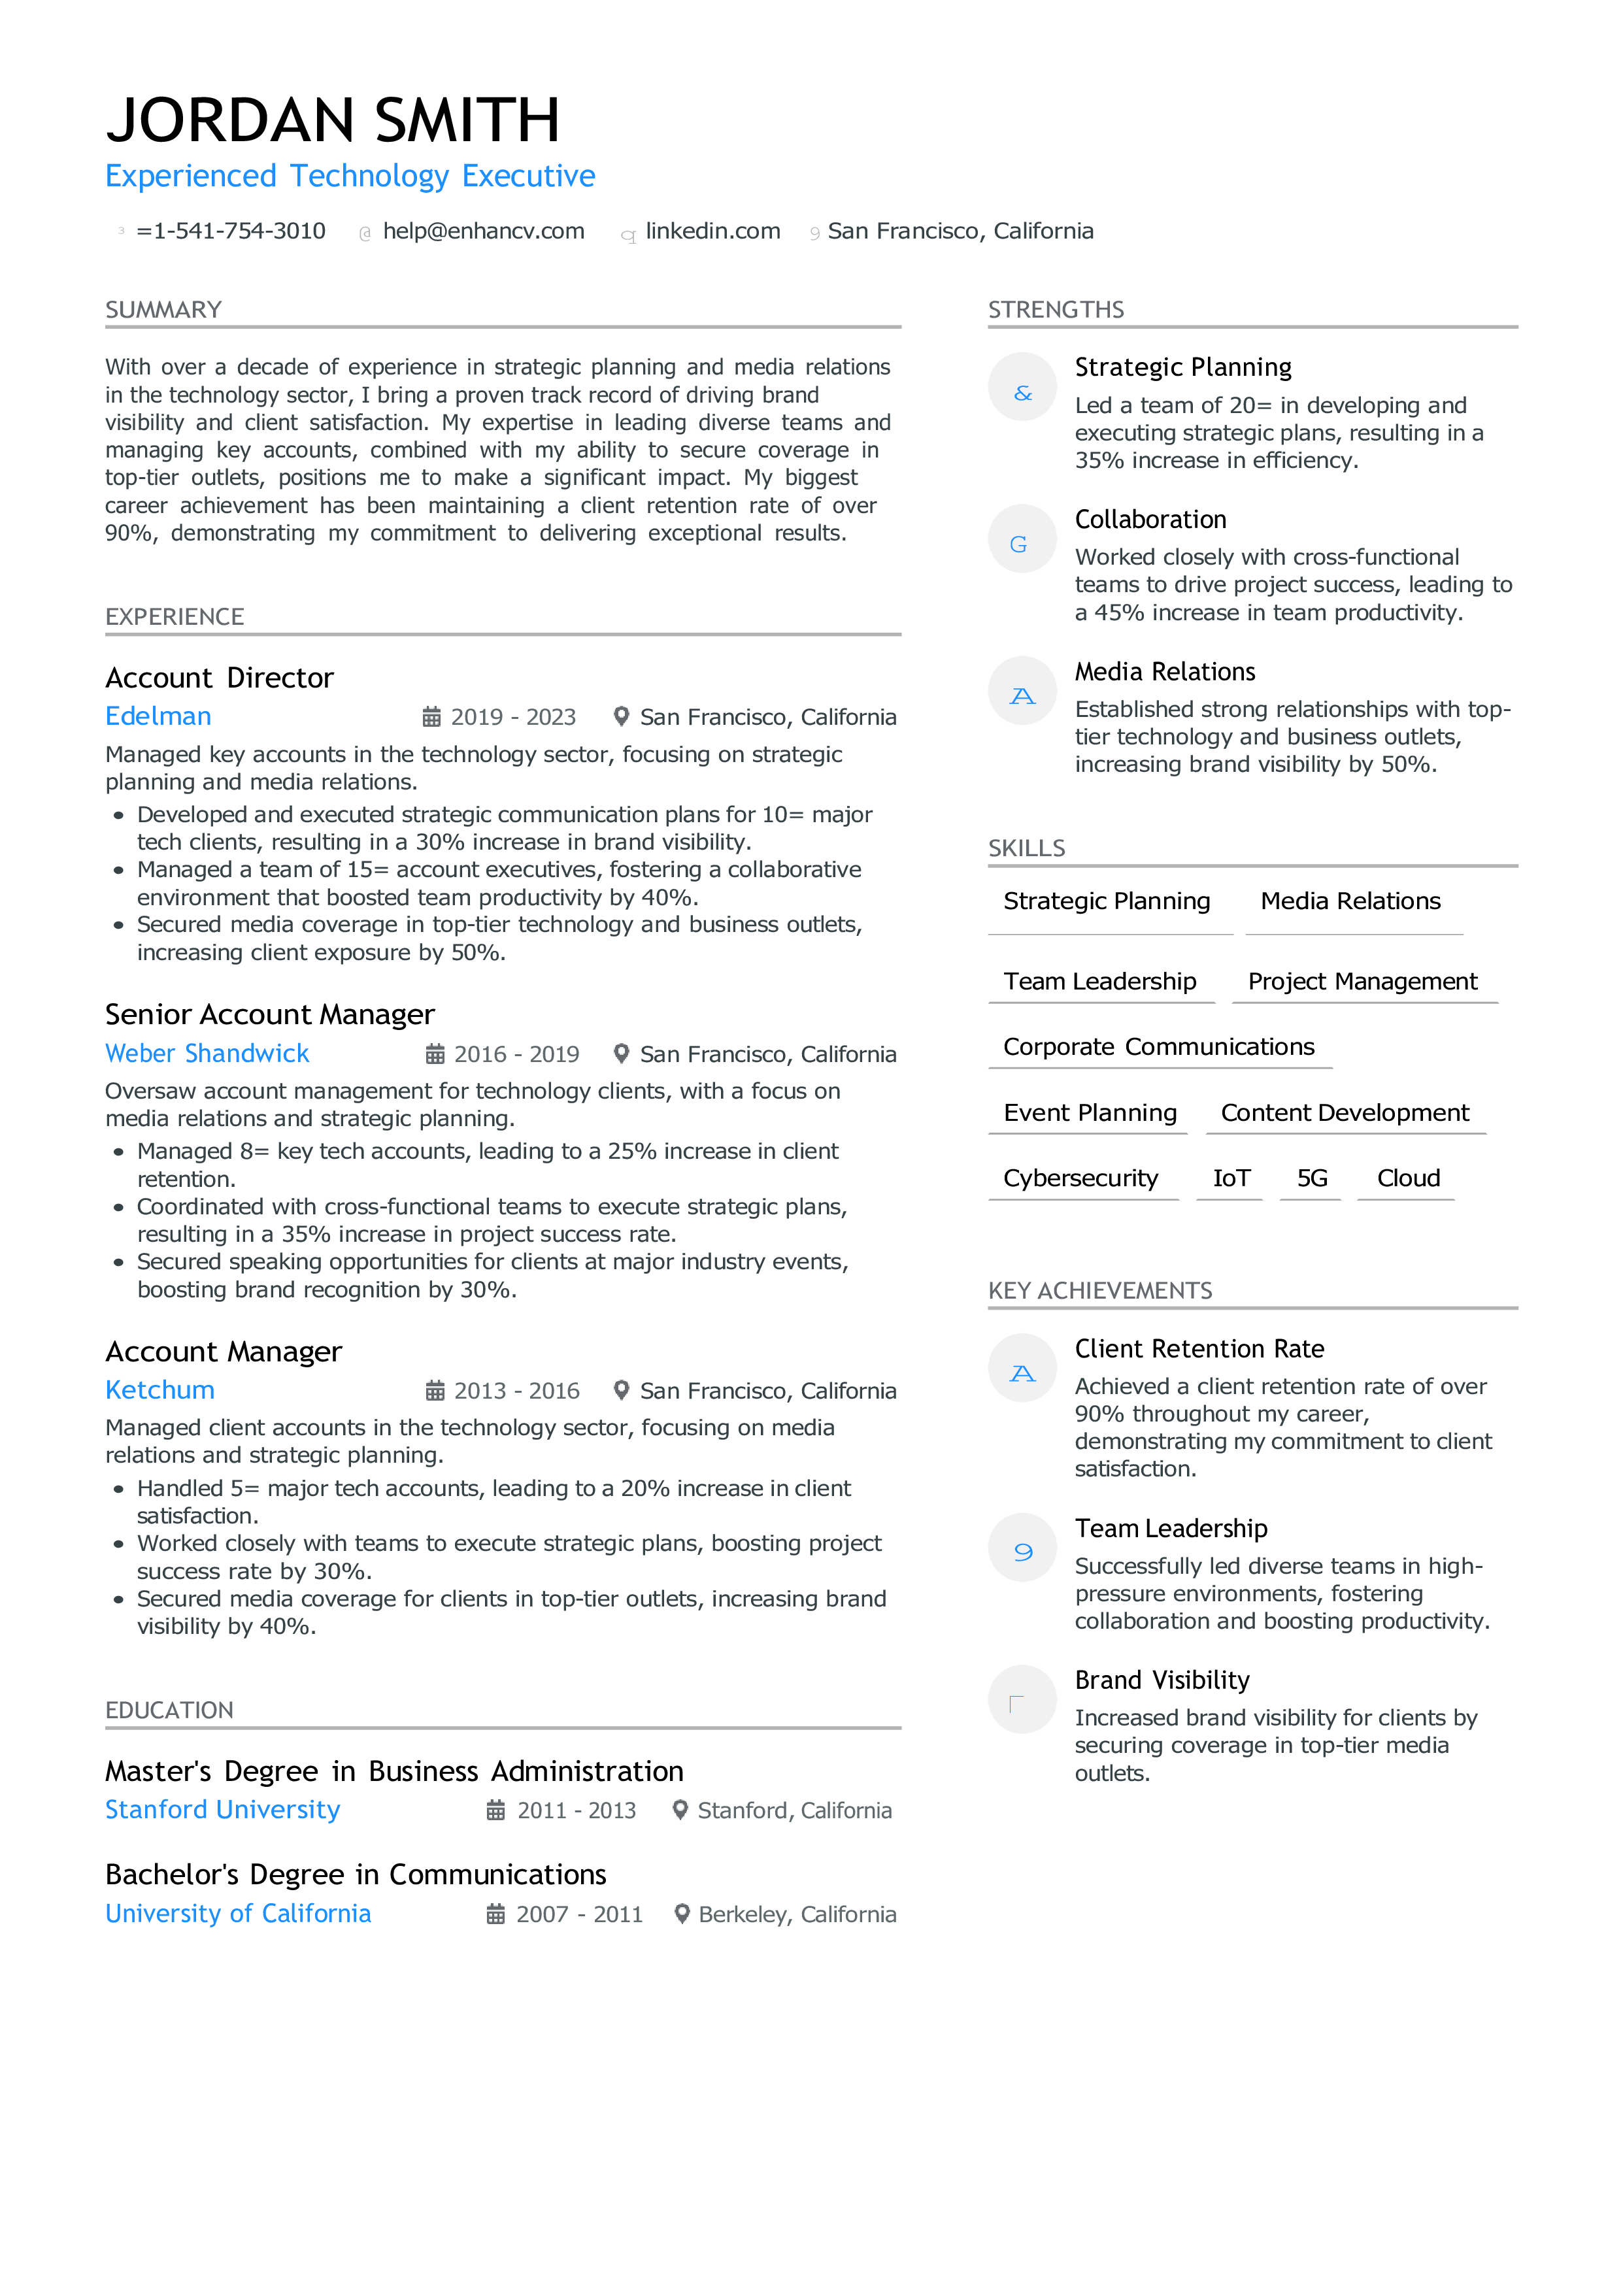 JORDAN SMITH
Experienced Technology Executive
3 =1-541-754-3010 @ help@enhancv.com q linkedin.com 9 San Francisco, California
SUMMARY
With over a decade of experience in strategic planning and media relations
in the technology sector, I bring a proven track record of driving brand
visibility and client satisfaction. My expertise in leading diverse teams and
managing key accounts, combined with my ability to secure coverage in
top-tier outlets, positions me to make a significant impact. My biggest
career achievement has been maintaining a client retention rate of over
90%, demonstrating my commitment to delivering exceptional results.
EXPERIENCE
Account Director
Edelman 2019 - 2023 San Francisco, California
Managed key accounts in the technology sector, focusing on strategic
planning and media relations.
• Developed and executed strategic communication plans for 10= major
tech clients, resulting in a 30% increase in brand visibility.
• Managed a team of 15= account executives, fostering a collaborative
environment that boosted team productivity by 40%.
• Secured media coverage in top-tier technology and business outlets,
increasing client exposure by 50%.
Senior Account Manager
Weber Shandwick 2016 - 2019 San Francisco, California
Oversaw account management for technology clients, with a focus on
media relations and strategic planning.
• Managed 8= key tech accounts, leading to a 25% increase in client
retention.
• Coordinated with cross-functional teams to execute strategic plans,
resulting in a 35% increase in project success rate.
• Secured speaking opportunities for clients at major industry events,
boosting brand recognition by 30%.
Account Manager
Ketchum 2013 - 2016 San Francisco, California
Managed client accounts in the technology sector, focusing on media
relations and strategic planning.
• Handled 5= major tech accounts, leading to a 20% increase in client
satisfaction.
• Worked closely with teams to execute strategic plans, boosting project
success rate by 30%.
• Secured media coverage for clients in top-tier outlets, increasing brand
visibility by 40%.
EDUCATION
Master's Degree in Business Administration
Stanford University 2011 - 2013 Stanford, California
Bachelor's Degree in Communications
University of California 2007 - 2011 Berkeley, California
STRENGTHS
& Strategic Planning
Led a team of 20= in developing and
executing strategic plans, resulting in a
35% increase in efficiency.
G Collaboration
Worked closely with cross-functional
teams to drive project success, leading to
a 45% increase in team productivity.
A Media Relations
Established strong relationships with top-
tier technology and business outlets,
increasing brand visibility by 50%.
SKILLS
Strategic Planning Media Relations
Team Leadership Project Management
Corporate Communications
Event Planning Content Development
Cybersecurity IoT 5G Cloud
KEY ACHIEVEMENTS
A Client Retention Rate
Achieved a client retention rate of over
90% throughout my career,
demonstrating my commitment to client
satisfaction.
9 Team Leadership
Successfully led diverse teams in high-
pressure environments, fostering
collaboration and boosting productivity.
Brand Visibility
Increased brand visibility for clients by
securing coverage in top-tier media
outlets.